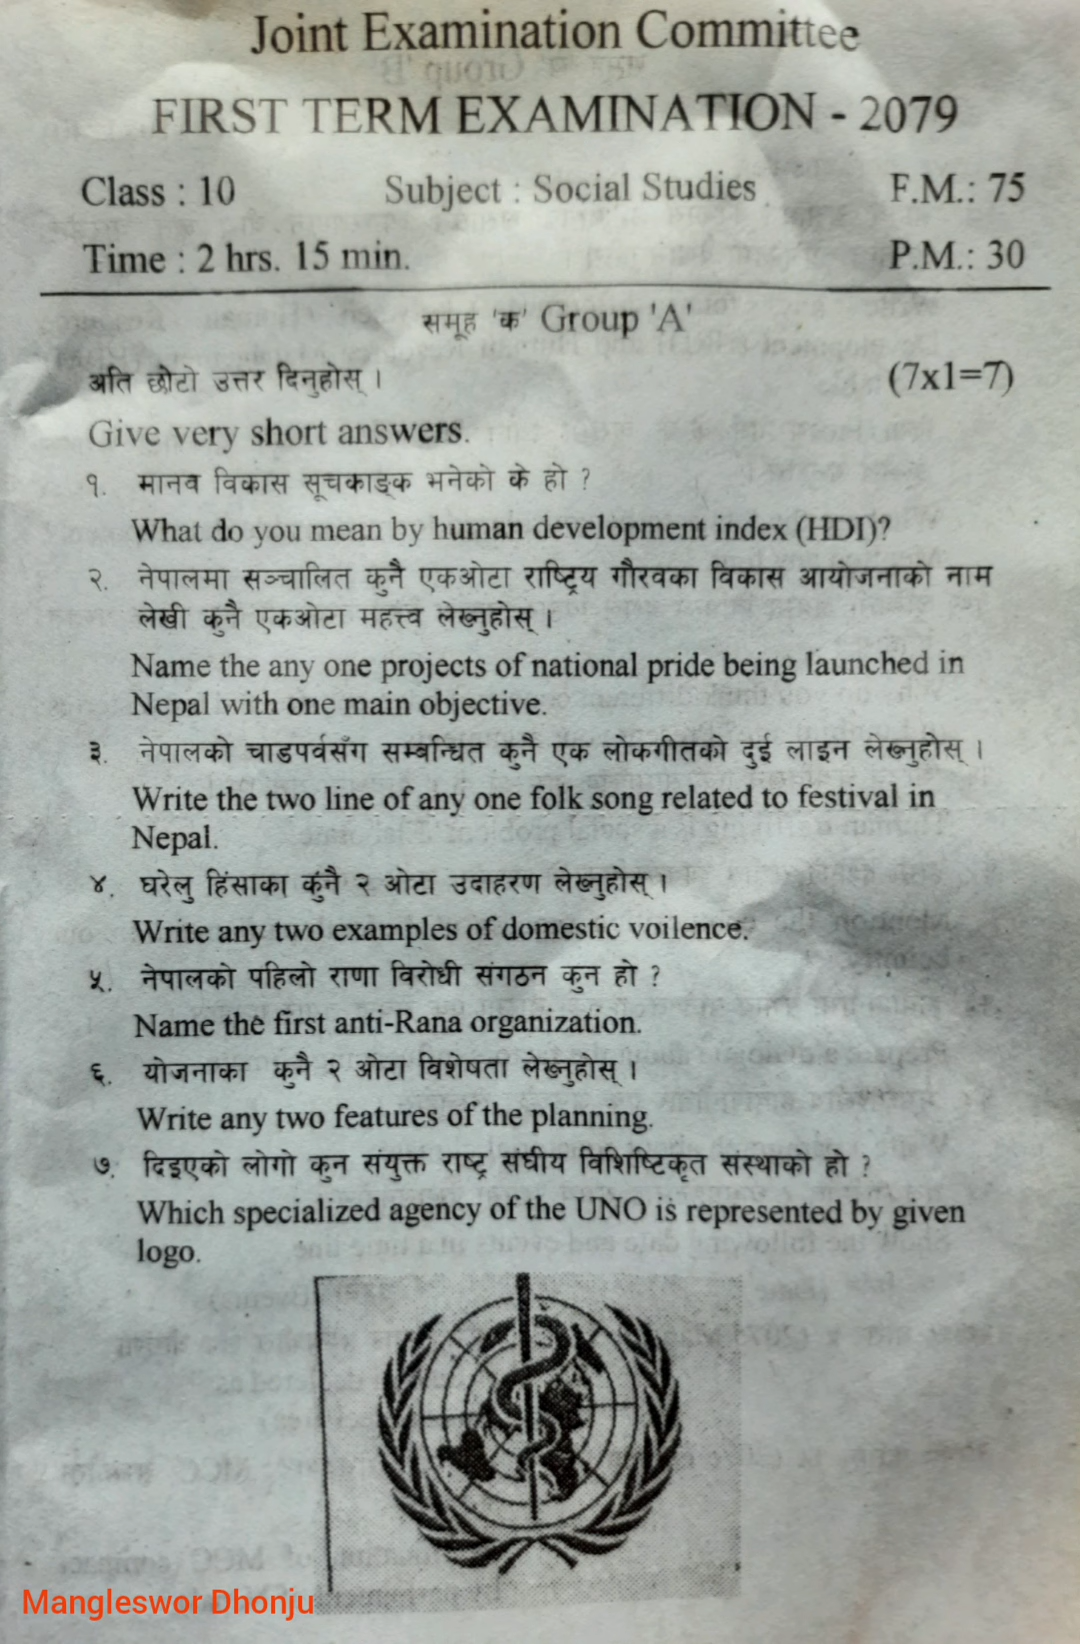 Joint Examination Committee
FIRST TERM EXAMINATION - 2079
Class : 10 Subject : Social Studies F.M.: 75
Time : 2 hrs. 15 min. P.M.: 30
समूह 'क' Group 'A'
अति छोटो उत्तर दिनुहोस् । (7x1=7)
Give very short answers.
१. मानव विकास सूचकाङ्क भनेको के हो ?
What do you mean by human development index (HDI)?
२. नेपालमा सञ्चालित कुनै एकओटा राष्ट्रिय गौरवका विकास आयोजनाको नाम
लेखी कुनै एकओटा महत्त्व लेख्नुहोस् ।
Name the any one projects of national pride being launched in
Nepal with one main objective.
३. नेपालको चाडपर्वसँग सम्बन्धित कुनै एक लोकगीतको दुई लाइन लेख्नुहोस् ।
Write the two line of any one folk song related to festival in
Nepal.
४. घरेलु हिंसाका कुनै २ ओटा उदाहरण लेख्नुहोस् ।
Write any two examples of domestic voilence.
५. नेपालको पहिलो राणा विरोधी संगठन कुन हो ?
Name the first anti-Rana organization.
६. योजनाका कुनै २ ओटा विशेषता लेख्नुहोस् ।
Write any two features of the planning.
७. दिइएको लोगो कुन संयुक्त राष्ट्र संघीय विशिष्टिकृत संस्थाको हो ?
Which specialized agency of the UNO is represented by given
logo.
Mangleswor Dhonju